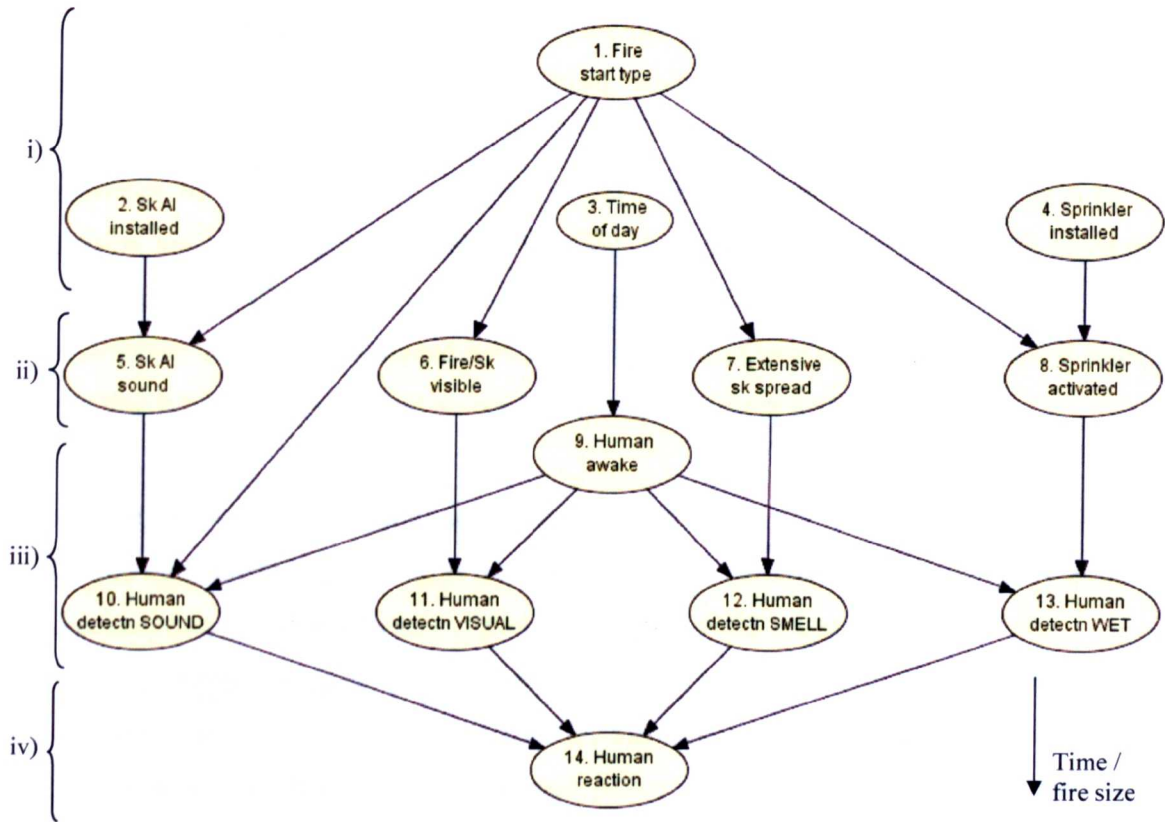 1. Fire
start type
i)
2. Sk Al
installed
3. Time
of day
4. Sprinkler
installed
ii)
5. Sk Al
sound
6. Fire/Sk
visible
7. Extensive
sk spread
8. Sprinkler
activated
9. Human
awake
iii)
10. Human
detectn SOUND
11. Human
detectn VISUAL
12. Human
detectn SMELL
13. Human
detectn WET
iv)
14. Human
reaction
Time /
fire size